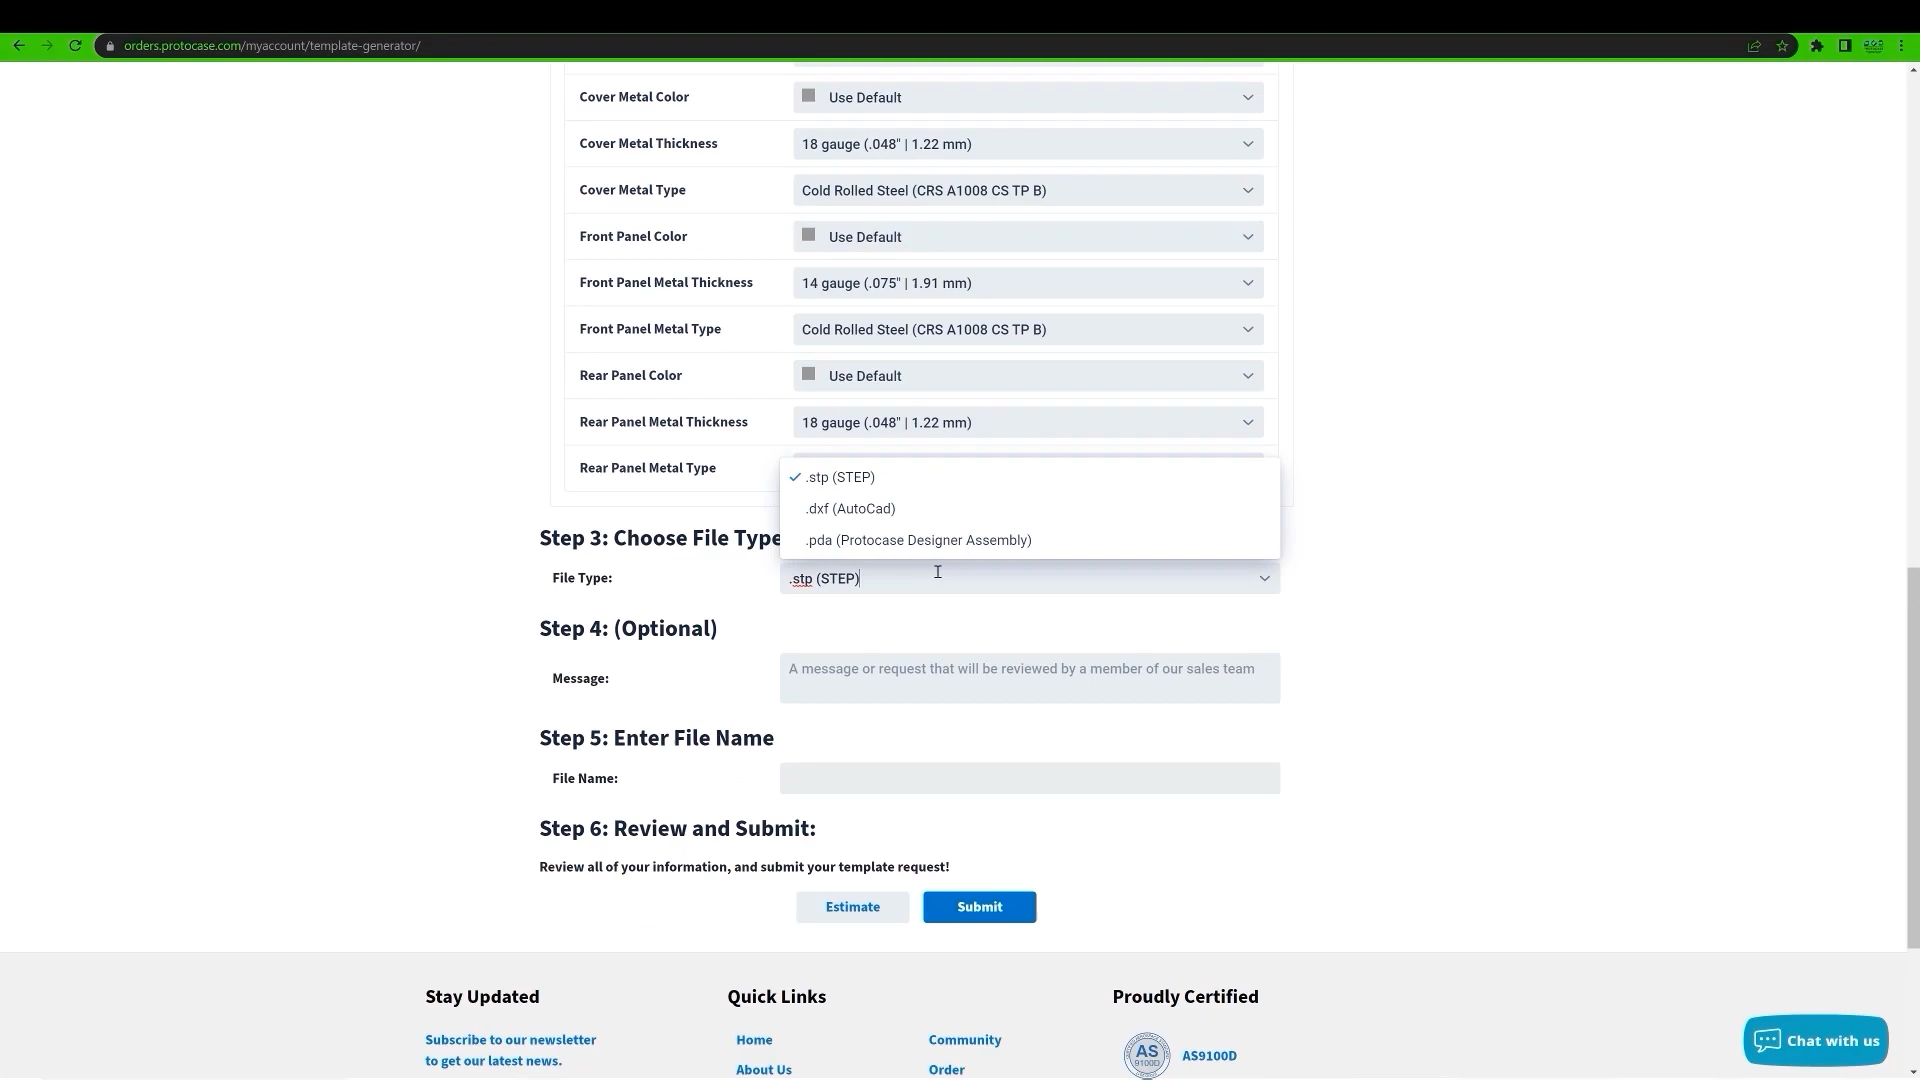 orders.protocase.com/myaccount/template-generator/
Cover Metal Color
Use Default
Cover Metal Thickness
18 gauge (.048" | 1.22 mm)
Cover Metal Type
Cold Rolled Steel (CRS A1008 CS TP B)
Front Panel Color
Use Default
Front Panel Metal Thickness
14 gauge (.075" | 1.91 mm)
Front Panel Metal Type
Cold Rolled Steel (CRS A1008 CS TP B)
Rear Panel Color
Use Default
Rear Panel Metal Thickness
18 gauge (.048" | 1.22 mm)
Rear Panel Metal Type
.stp (STEP)
.dxf (AutoCad)
.pda (Protocase Designer Assembly)
Step 3: Choose File Type
File Type:
.stp (STEP)
Step 4: (Optional)
Message:
A message or request that will be reviewed by a member of our sales team
Step 5: Enter File Name
File Name:
Step 6: Review and Submit:
Review all of your information, and submit your template request!
Estimate
Submit
Stay Updated
Subscribe to our newsletter
to get our latest news.
Quick Links
Home
Community
About Us
Order
Proudly Certified
AS
9100D
AS9100D
Chat with us